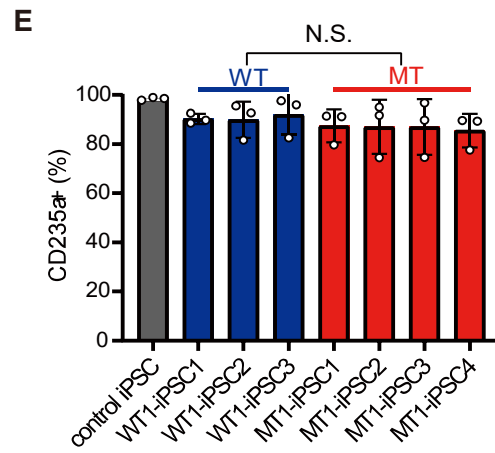 E
N.S.
WT
MT
CD235a+ (%)
100
80
60
40
20
0
control iPSC
WT1-iPSC1
WT1-iPSC2
WT1-iPSC3
MT1-iPSC1
MT1-iPSC2
MT1-iPSC3
MT1-iPSC4